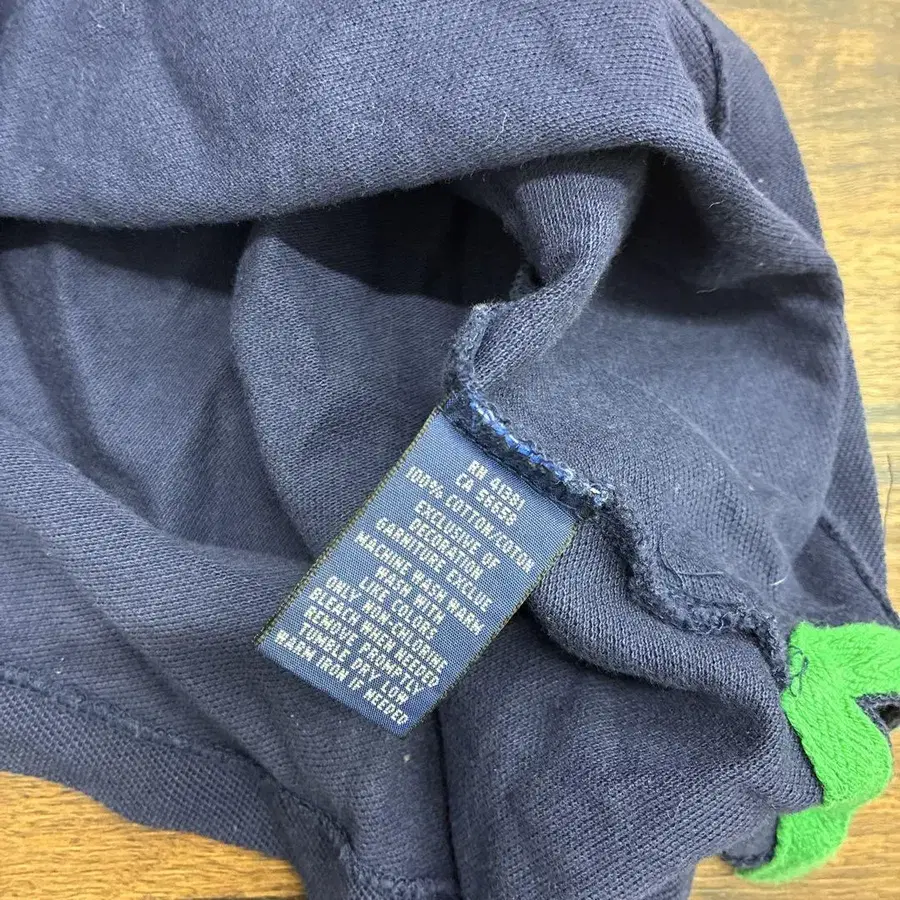 RN 41381
CA 56658
100% COTTON/COTON
EXCLUSIVE OF
DECORATION
GARNITURE EXCLUE
MACHINE WASH WARM
WASH WITH
LIKE COLORS
ONLY NON-CHLORINE
BLEACH WHEN NEEDED
REMOVE PROMPTLY
TUMBLE DRY LOW
WARM IRON IF NEEDED